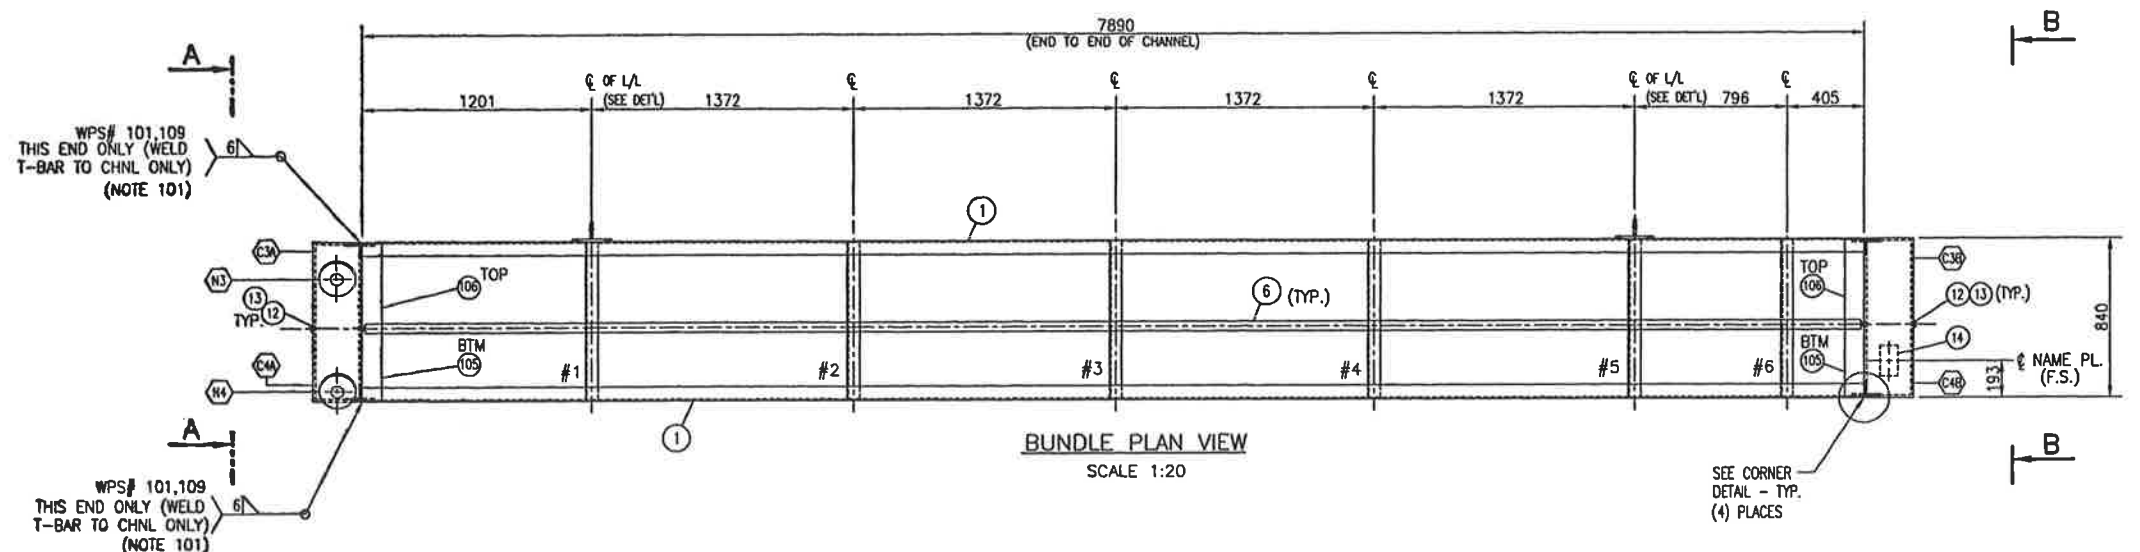 7890
(END TO END OF CHANNEL)
A
B
℄ OF L/L
(SEE DET'L)
℄
℄
℄
℄ OF L/L
(SEE DET'L)
℄
1201
1372
1372
1372
1372
796
405
WPS# 101,109
THIS END ONLY (WELD
T-BAR TO CHNL ONLY)
(NOTE 101)
6
1
C3A
N3
13
12
TYP.
C4A
N4
TOP
106
BTM
105
6 (TYP.)
#1
#2
#3
#4
#5
#6
TOP
106
BTM
105
C3B
12 13 (TYP.)
14
℄ NAME PL.
(F.S.)
C4B
193
840
A
1
BUNDLE PLAN VIEW
SCALE 1:20
B
WPS# 101,109
THIS END ONLY (WELD
T-BAR TO CHNL ONLY)
(NOTE 101)
6
SEE CORNER
DETAIL - TYP.
(4) PLACES